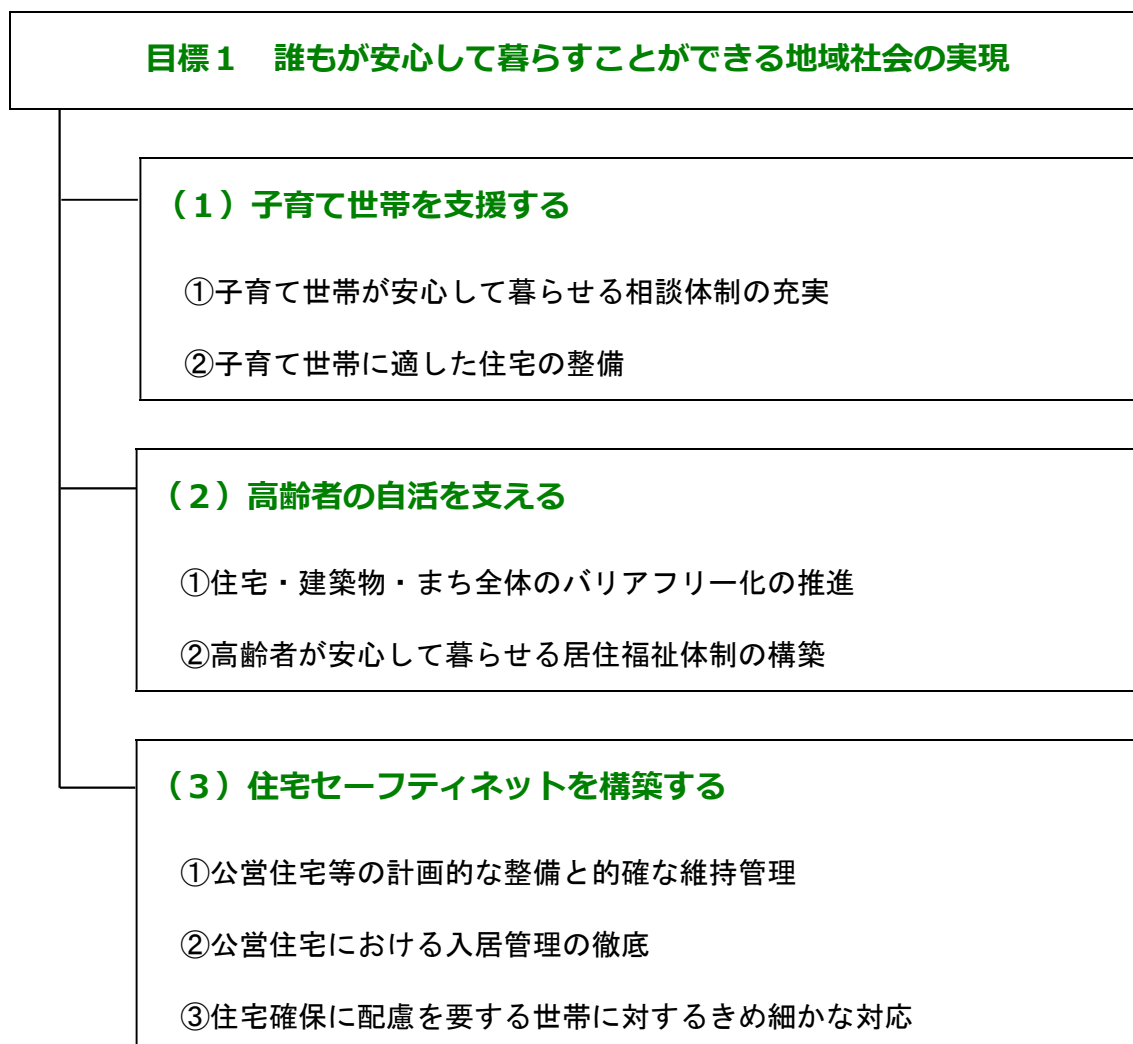 目標１　誰もが安心して暮らすことができる地域社会の実現
（１）子育て世帯を支援する
①子育て世帯が安心して暮らせる相談体制の充実
②子育て世帯に適した住宅の整備
（２）高齢者の自活を支える
①住宅・建築物・まち全体のバリアフリー化の推進
②高齢者が安心して暮らせる居住福祉体制の構築
（３）住宅セーフティネットを構築する
①公営住宅等の計画的な整備と的確な維持管理
②公営住宅における入居管理の徹底
③住宅確保に配慮を要する世帯に対するきめ細かな対応